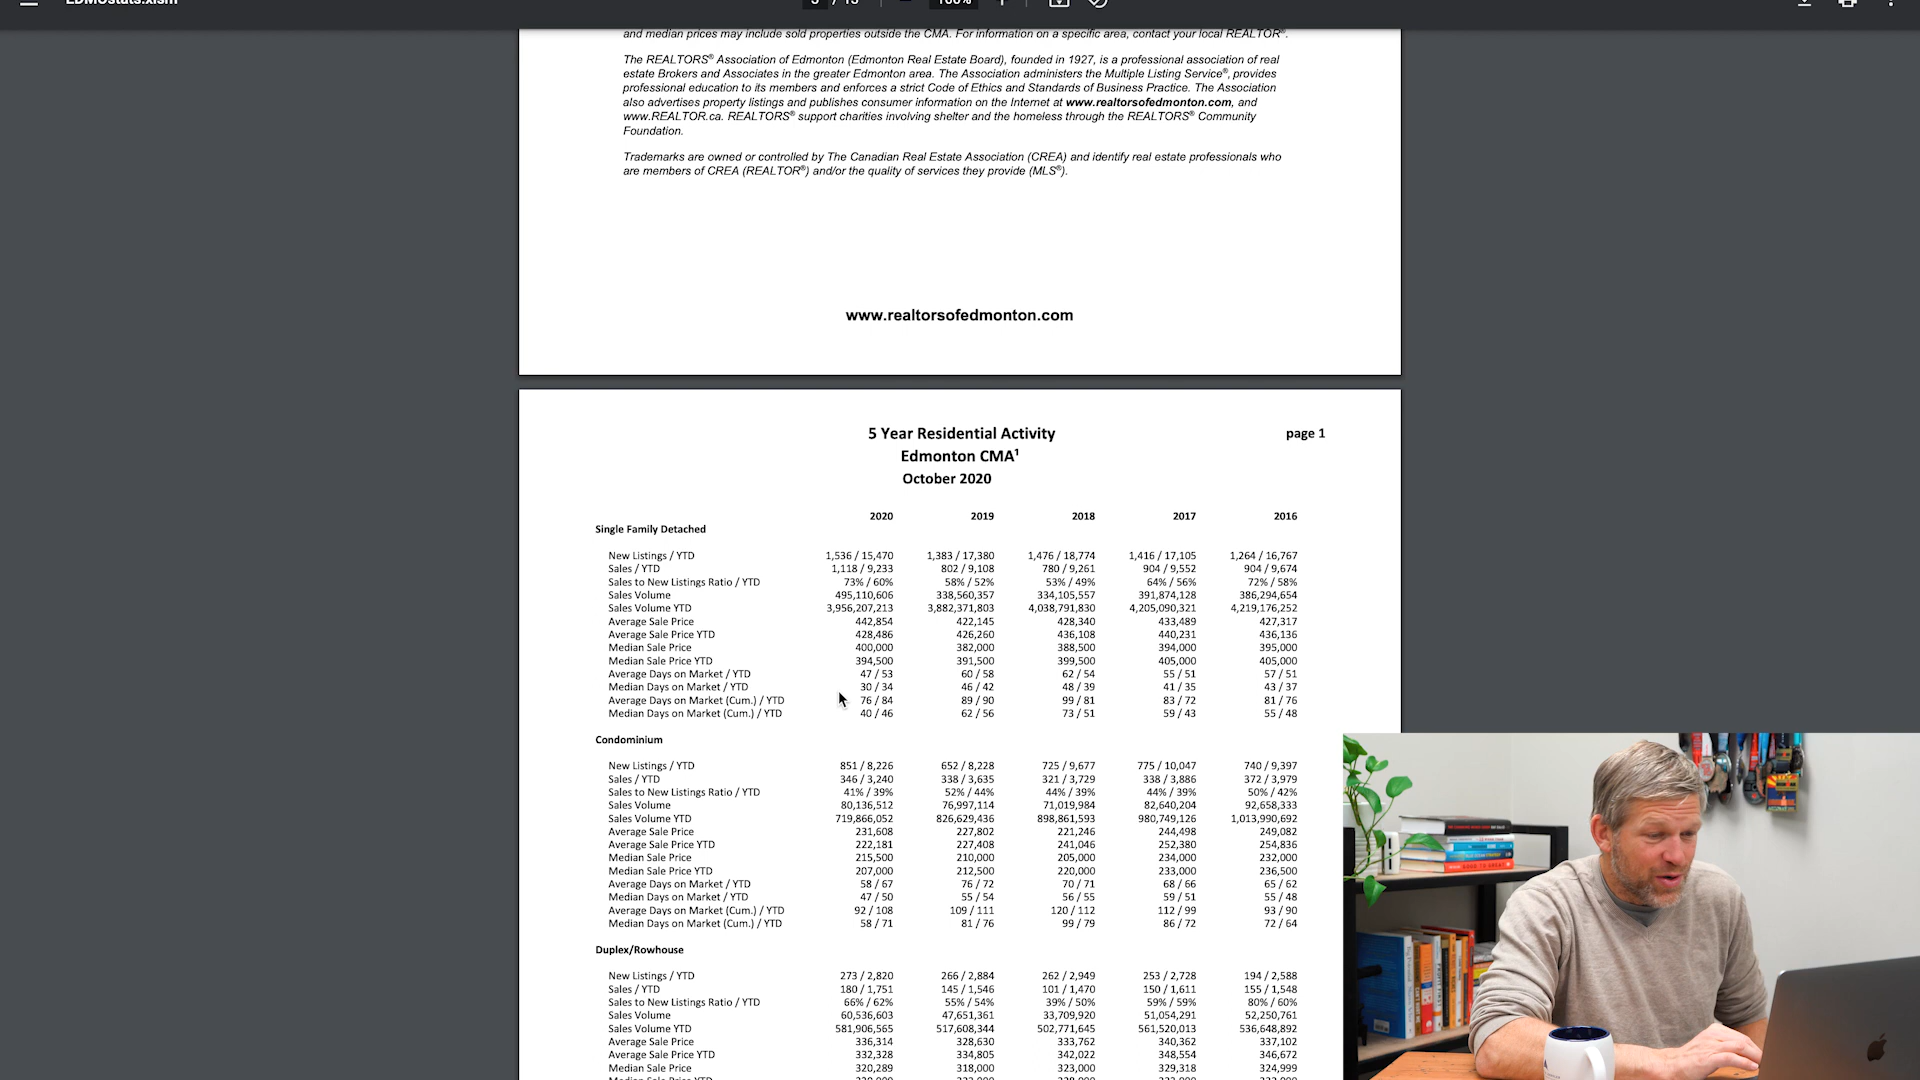 EDMOstats.xlsm
3 / 13
100%
and median prices may include sold properties outside the CMA. For information on a specific area, contact your local REALTOR®.
The REALTORS® Association of Edmonton (Edmonton Real Estate Board), founded in 1927, is a professional association of real
estate Brokers and Associates in the greater Edmonton area. The Association administers the Multiple Listing Service®, provides
professional education to its members and enforces a strict Code of Ethics and Standards of Business Practice. The Association
also advertises property listings and publishes consumer information on the Internet at www.realtorsofedmonton.com, and
www.REALTOR.ca. REALTORS® support charities involving shelter and the homeless through the REALTORS® Community
Foundation.
Trademarks are owned or controlled by The Canadian Real Estate Association (CREA) and identify real estate professionals who
are members of CREA (REALTOR®) and/or the quality of services they provide (MLS®).
www.realtorsofedmonton.com
5 Year Residential Activity page 1
Edmonton CMA¹
October 2020
2020 2019 2018 2017 2016
Single Family Detached
New Listings / YTD 1,536 / 15,470 1,383 / 17,380 1,476 / 18,774 1,416 / 17,105 1,264 / 16,767
Sales / YTD 1,118 / 9,233 802 / 9,108 780 / 9,261 904 / 9,552 904 / 9,674
Sales to New Listings Ratio / YTD 73% / 60% 58% / 52% 53% / 49% 64% / 56% 72% / 58%
Sales Volume 495,110,606 338,560,357 334,105,557 391,874,128 386,294,654
Sales Volume YTD 3,956,207,213 3,882,371,803 4,038,791,830 4,205,090,321 4,219,176,252
Average Sale Price 442,854 422,145 428,340 433,489 427,317
Average Sale Price YTD 428,486 426,260 436,108 440,231 436,136
Median Sale Price 400,000 382,000 388,500 394,000 395,000
Median Sale Price YTD 394,500 391,500 399,500 405,000 405,000
Average Days on Market / YTD 47 / 53 60 / 58 62 / 54 55 / 51 57 / 51
Median Days on Market / YTD 30 / 34 46 / 42 48 / 39 41 / 35 43 / 37
Average Days on Market (Cum.) / YTD 76 / 84 89 / 90 99 / 81 83 / 72 81 / 76
Median Days on Market (Cum.) / YTD 40 / 46 62 / 56 73 / 51 59 / 43 55 / 48
Condominium
New Listings / YTD 851 / 8,226 652 / 8,228 725 / 9,677 775 / 10,047 740 / 9,397
Sales / YTD 346 / 3,240 338 / 3,635 321 / 3,729 338 / 3,886 372 / 3,979
Sales to New Listings Ratio / YTD 41% / 39% 52% / 44% 44% / 39% 44% / 39% 50% / 42%
Sales Volume 80,136,512 76,997,114 71,019,984 82,640,204 92,658,333
Sales Volume YTD 719,866,052 826,629,436 898,861,593 980,749,126 1,013,990,692
Average Sale Price 231,608 227,802 221,246 244,498 249,082
Average Sale Price YTD 222,181 227,408 241,046 252,380 254,836
Median Sale Price 215,500 210,000 205,000 234,000 232,000
Median Sale Price YTD 207,000 212,500 220,000 233,000 236,500
Average Days on Market / YTD 58 / 67 76 / 72 70 / 71 68 / 66 65 / 62
Median Days on Market / YTD 47 / 50 55 / 54 56 / 55 59 / 51 55 / 48
Average Days on Market (Cum.) / YTD 92 / 108 109 / 111 120 / 112 112 / 99 93 / 90
Median Days on Market (Cum.) / YTD 58 / 71 81 / 76 99 / 79 86 / 72 72 / 64
Duplex/Rowhouse
New Listings / YTD 273 / 2,820 266 / 2,884 262 / 2,949 253 / 2,728 194 / 2,588
Sales / YTD 180 / 1,751 145 / 1,546 101 / 1,470 150 / 1,611 155 / 1,548
Sales to New Listings Ratio / YTD 66% / 62% 55% / 54% 39% / 50% 59% / 59% 80% / 60%
Sales Volume 60,536,603 47,651,361 33,709,920 51,054,291 52,250,761
Sales Volume YTD 581,906,565 517,608,344 502,771,645 561,520,013 536,648,892
Average Sale Price 336,314 328,630 333,762 340,362 337,102
Average Sale Price YTD 332,328 334,805 342,022 348,554 346,672
Median Sale Price 320,289 318,000 323,000 329,318 324,999
Median Sale Price YTD